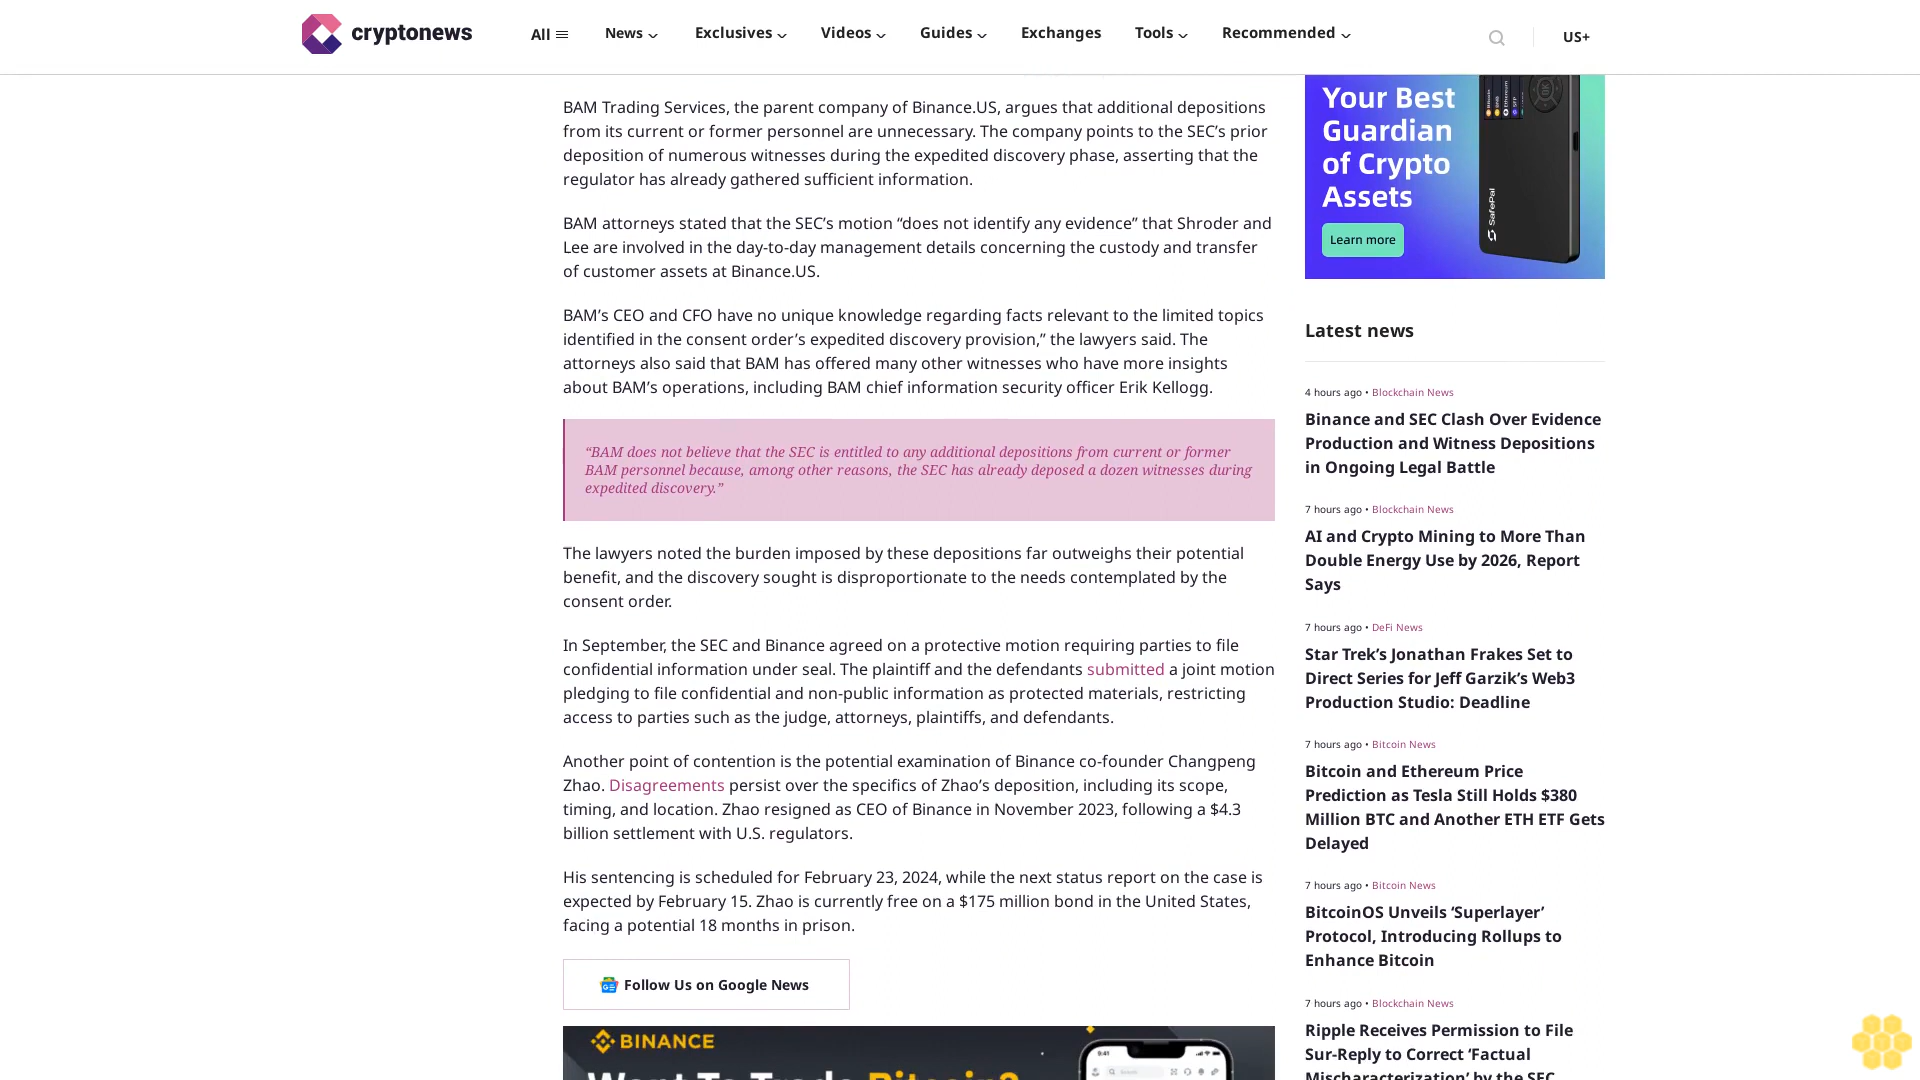 cryptonews
All
News
Exclusives
Videos
Guides
Exchanges
Tools
Recommended
US+
BAM Trading Services, the parent company of Binance.US, argues that additional depositions
from its current or former personnel are unnecessary. The company points to the SEC’s prior
deposition of numerous witnesses during the expedited discovery phase, asserting that the
regulator has already gathered sufficient information.
BAM attorneys stated that the SEC’s motion “does not identify any evidence” that Shroder and
Lee are involved in the day-to-day management details concerning the custody and transfer
of customer assets at Binance.US.
BAM’s CEO and CFO have no unique knowledge regarding facts relevant to the limited topics
identified in the consent order’s expedited discovery provision,” the lawyers said. The
attorneys also said that BAM has offered many other witnesses who have more insights
about BAM’s operations, including BAM chief information security officer Erik Kellogg.
“BAM does not believe that the SEC is entitled to any additional depositions from current or former
BAM personnel because, among other reasons, the SEC has already deposed a dozen witnesses during
expedited discovery.”
The lawyers noted the burden imposed by these depositions far outweighs their potential
benefit, and the discovery sought is disproportionate to the needs contemplated by the
consent order.
In September, the SEC and Binance agreed on a protective motion requiring parties to file
confidential information under seal. The plaintiff and the defendants submitted a joint motion
pledging to file confidential and non-public information as protected materials, restricting
access to parties such as the judge, attorneys, plaintiffs, and defendants.
Another point of contention is the potential examination of Binance co-founder Changpeng
Zhao. Disagreements persist over the specifics of Zhao’s deposition, including its scope,
timing, and location. Zhao resigned as CEO of Binance in November 2023, following a $4.3
billion settlement with U.S. regulators.
His sentencing is scheduled for February 23, 2024, while the next status report on the case is
expected by February 15. Zhao is currently free on a $175 million bond in the United States,
facing a potential 18 months in prison.
Follow Us on Google News
BINANCE
Want To Trade Bitcoin?
9:41
Search
Your Best
Guardian
of Crypto
Assets
Learn more
SafePal
OK
Latest news
4 hours ago • Blockchain News
Binance and SEC Clash Over Evidence
Production and Witness Depositions
in Ongoing Legal Battle
7 hours ago • Blockchain News
AI and Crypto Mining to More Than
Double Energy Use by 2026, Report
Says
7 hours ago • DeFi News
Star Trek’s Jonathan Frakes Set to
Direct Series for Jeff Garzik’s Web3
Production Studio: Deadline
7 hours ago • Bitcoin News
Bitcoin and Ethereum Price
Prediction as Tesla Still Holds $380
Million BTC and Another ETH ETF Gets
Delayed
7 hours ago • Bitcoin News
BitcoinOS Unveils ‘Superlayer’
Protocol, Introducing Rollups to
Enhance Bitcoin
7 hours ago • Blockchain News
Ripple Receives Permission to File
Sur-Reply to Correct ‘Factual
Mischaracterization’ by the SEC